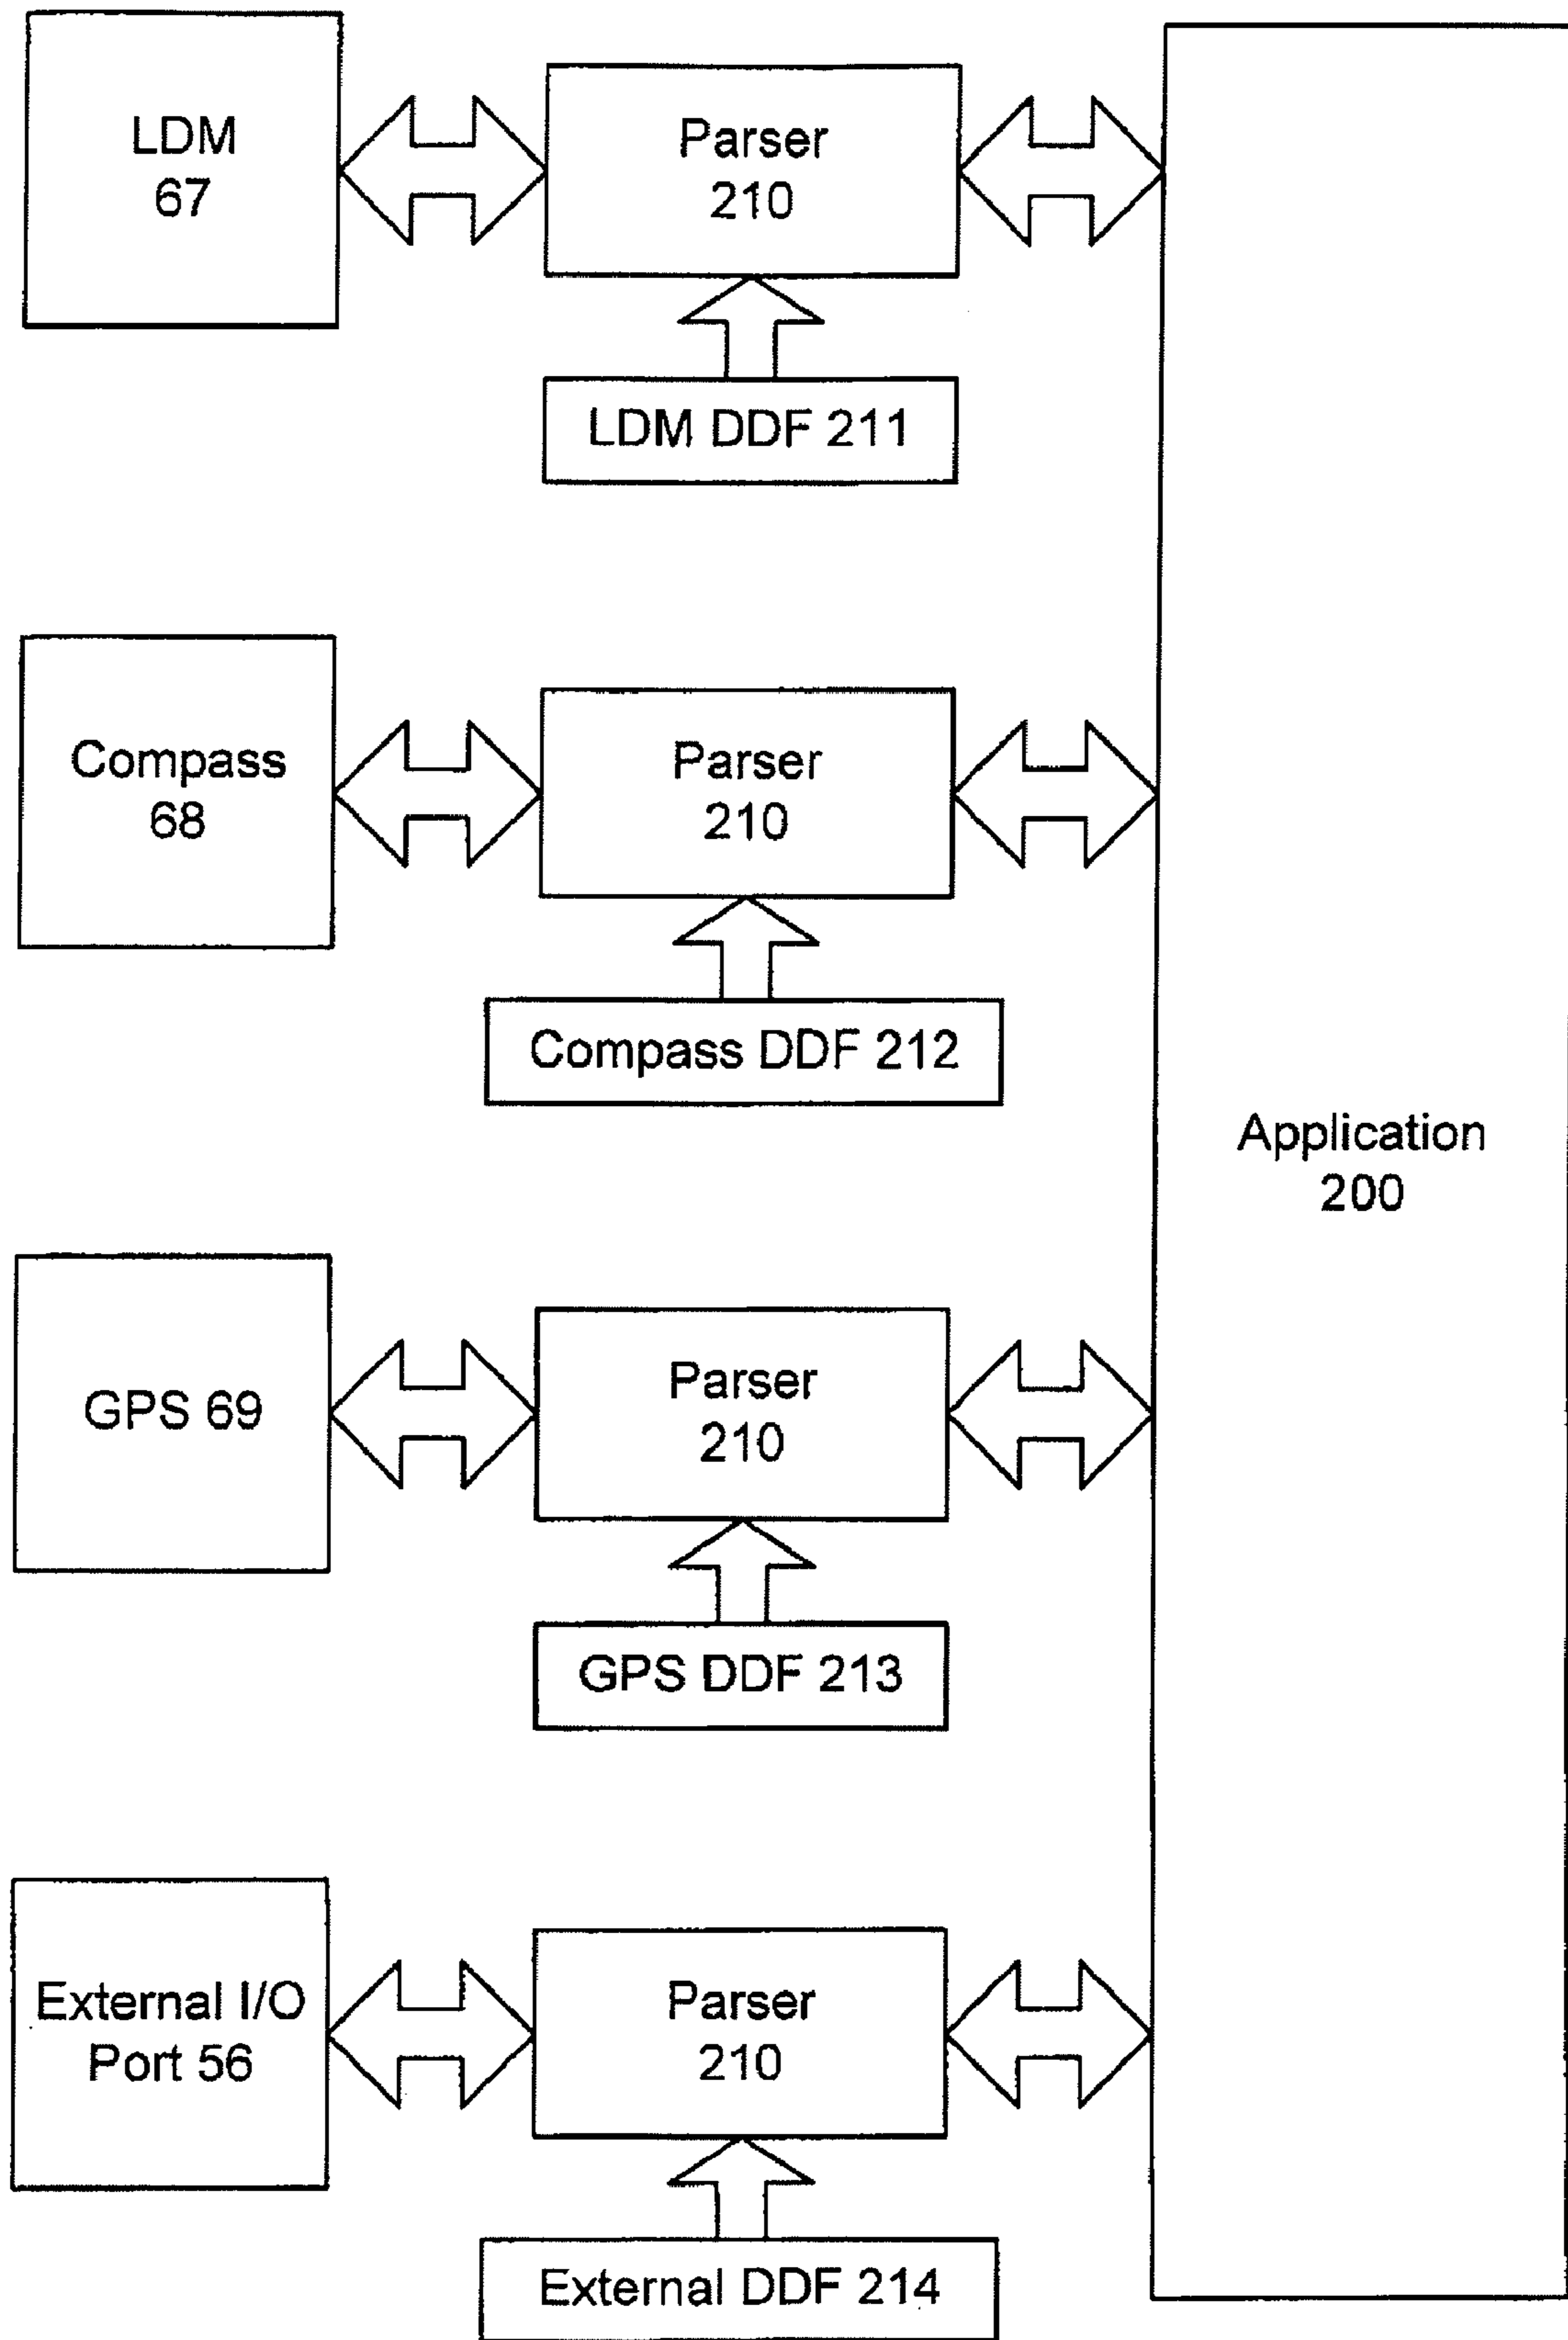 LDM
67
Parser
210
LDM DDF 211
Compass
68
Parser
210
Compass DDF 212
Application
200
GPS 69
Parser
210
GPS DDF 213
External I/O
Port 56
Parser
210
External DDF 214